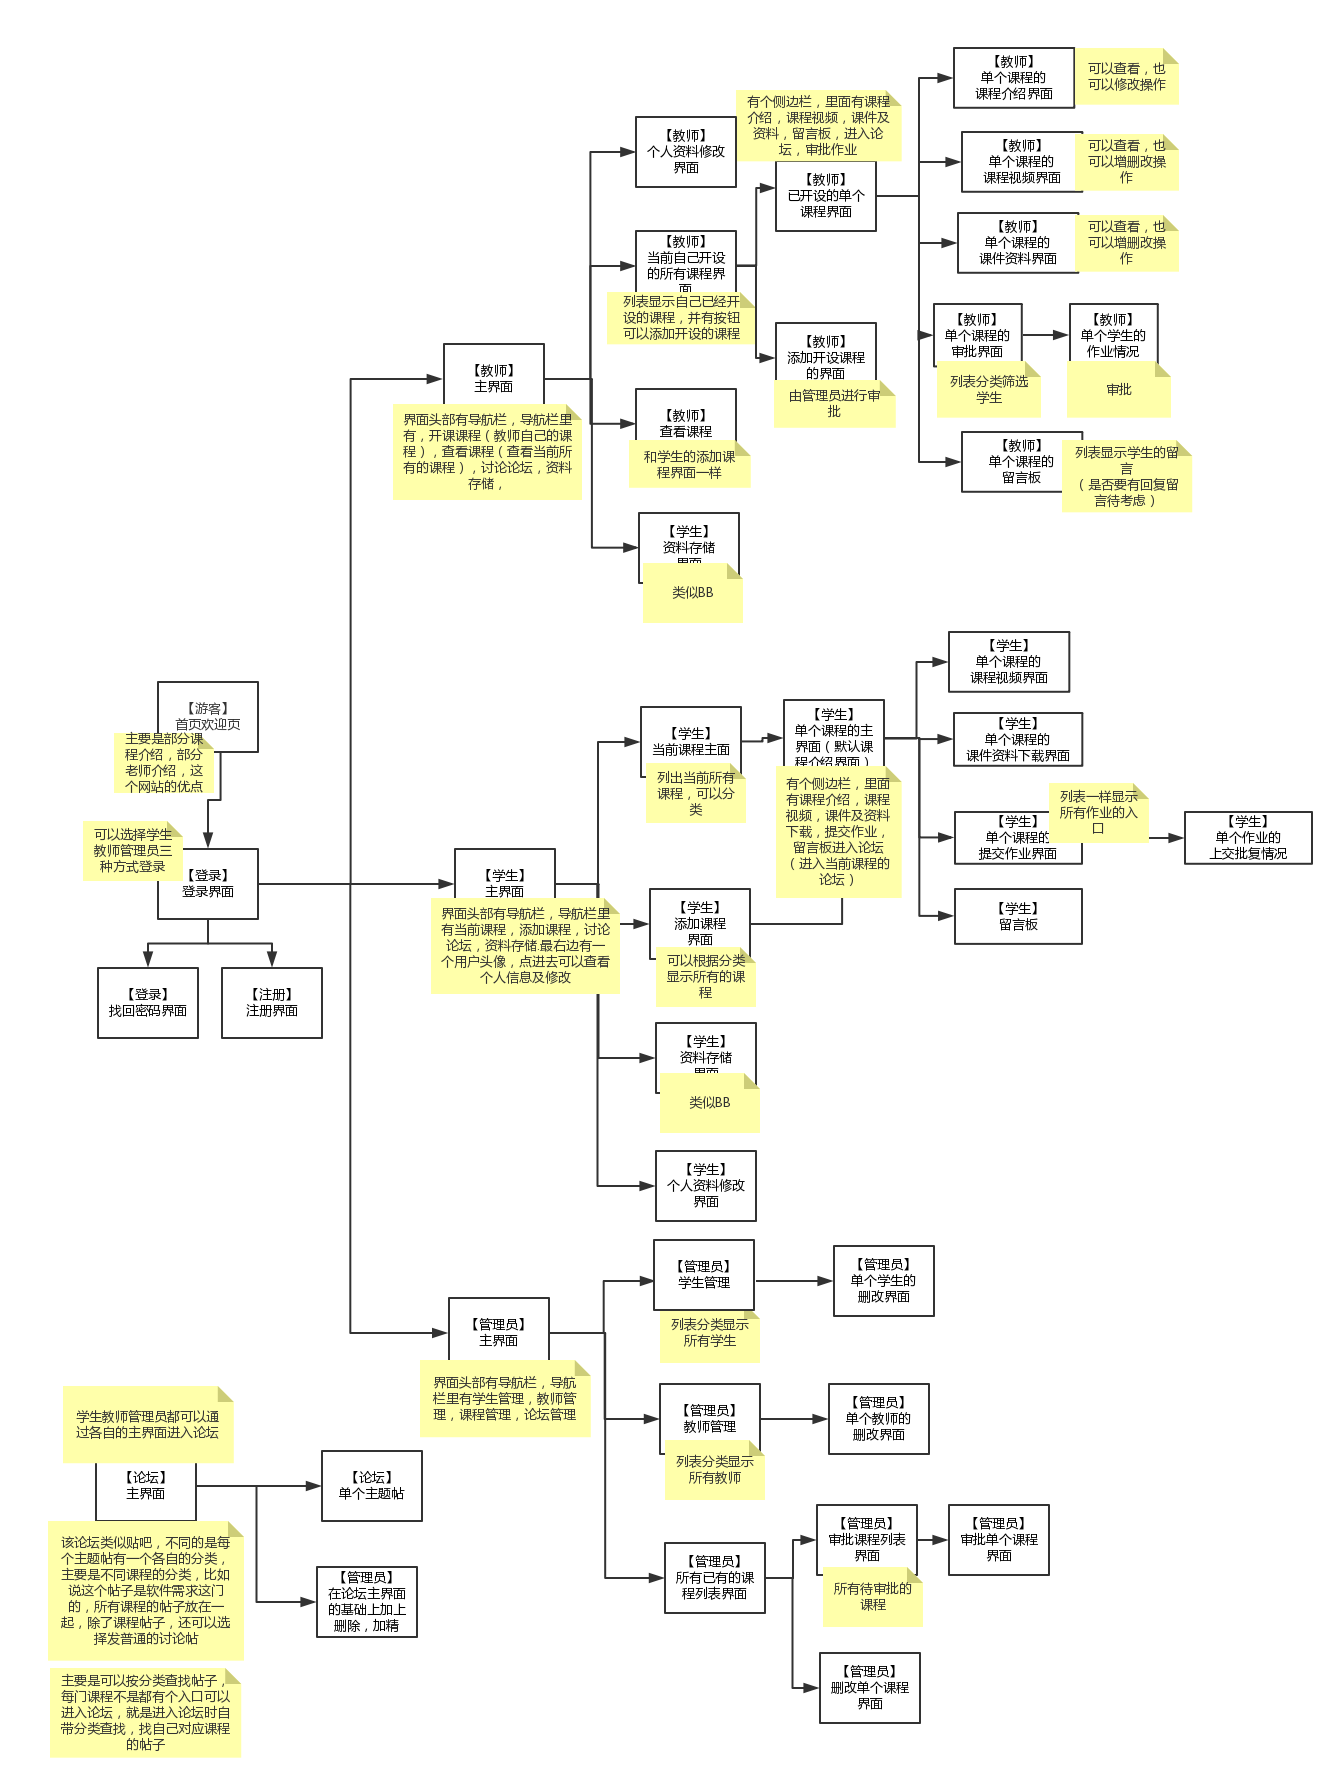 【教师】
单个课程的
课程介绍界面
可以查看，也
可以修改操作
有个侧边栏，里面有课程
介绍，课程视频，课件及
资料，留言板，进入论
坛，审批作业
【教师】
个人资料修改
界面
【教师】
单个课程的
课程视频界面
可以查看，也
可以增删改操
作
【教师】
已开设的单个
课程界面
【教师】
单个课程的
课件资料界面
可以查看，也
可以增删改操
作
【教师】
当前自己开设
的所有课程界
面
列表显示自己已经开
设的课程，并有按钮
可以添加开设的课程
【教师】
添加开设课程
的界面
由管理员进行审
批
【教师】
单个课程的
审批界面
列表分类筛选
学生
【教师】
单个学生的
作业情况
审批
【教师】
主界面
界面头部有导航栏，导航栏里
有，开课课程（教师自己的课
程），查看课程（查看当前所
有的课程），讨论论坛，资料
存储，
【教师】
查看课程
和学生的添加课
程界面一样
【教师】
单个课程的
留言板
列表显示学生的留
言
（是否要有回复留
言待考虑）
【学生】
资料存储
界面
类似BB
【学生】
单个课程的
课程视频界面
【游客】
首页欢迎页
主要是部分课
程介绍，部分
老师介绍，这
个网站的优点
【学生】
当前课程主面
列出当前所有
课程，可以分
类
【学生】
单个课程的主
界面（默认课
程介绍界面）
有个侧边栏，里面
有课程介绍，课程
视频，课件及资料
下载，提交作业，
留言板进入论坛
（进入当前课程的
论坛）
【学生】
单个课程的
课件资料下载界面
【学生】
单个课程的
提交作业界面
列表一样显示
所有作业的入
口
【学生】
单个作业的
上交批复情况
可以选择学生
教师管理员三
种方式登录
【登录】
登录界面
【学生】
主界面
界面头部有导航栏，导航栏里
有当前课程，添加课程，讨论
论坛，资料存储.最右边有一
个用户头像，点进去可以查看
个人信息及修改
【学生】
添加课程
界面
可以根据分类
显示所有的课
程
【学生】
留言板
【登录】
找回密码界面
【注册】
注册界面
【学生】
资料存储
界面
类似BB
【学生】
个人资料修改
界面
【管理员】
学生管理
列表分类显示
所有学生
【管理员】
单个学生的
删改界面
【管理员】
主界面
界面头部有导航栏，导航
栏里有学生管理，教师管
理，课程管理，论坛管理
【管理员】
教师管理
列表分类显示
所有教师
【管理员】
单个教师的
删改界面
学生教师管理员都可以通
过各自的主界面进入论坛
【论坛】
主界面
【论坛】
单个主题帖
该论坛类似贴吧，不同的是每
个主题帖有一个各自的分类，
主要是不同课程的分类，比如
说这个帖子是软件需求这门
的，所有课程的帖子放在一
起，除了课程帖子，还可以选
择发普通的讨论帖
【管理员】
在论坛主界面
的基础上加上
删除，加精
【管理员】
所有已有的课
程列表界面
【管理员】
审批课程列表
界面
所有待审批的
课程
【管理员】
审批单个课程
界面
【管理员】
删改单个课程
界面
主要是可以按分类查找帖子，
每门课程不是都有个入口可以
进入论坛，就是进入论坛时自
带分类查找，找自己对应课程
的帖子